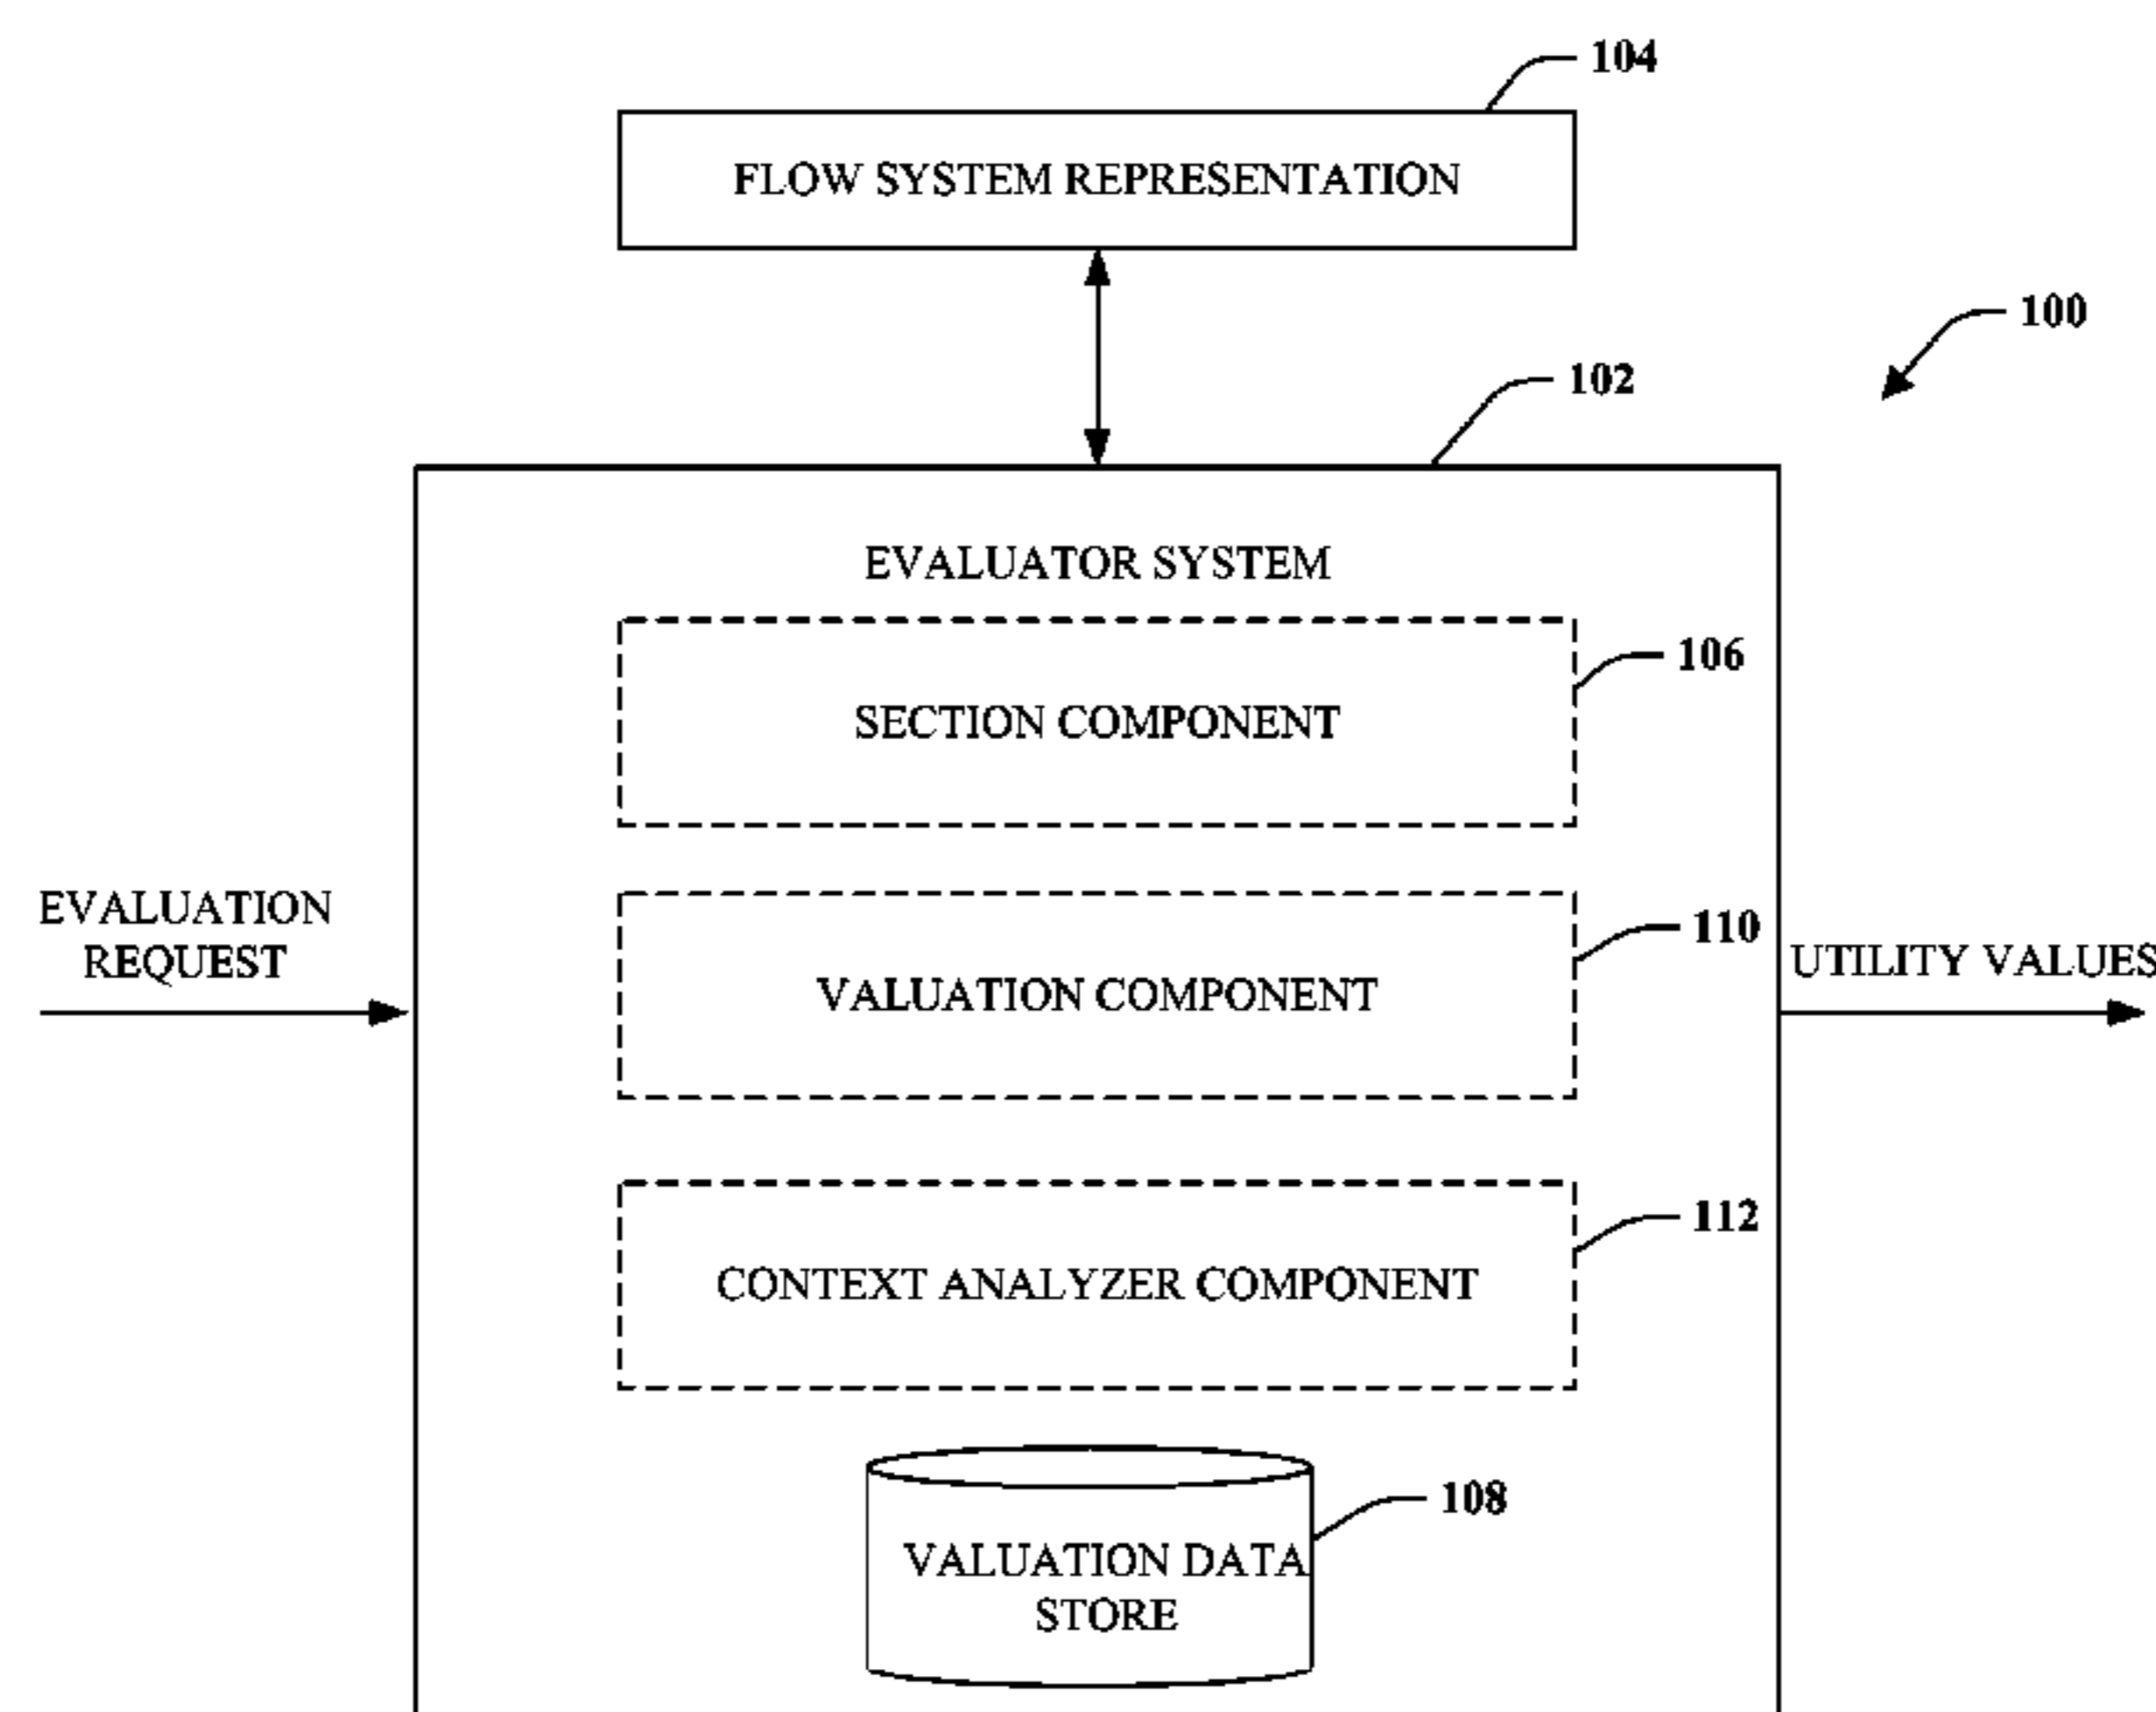 104
FLOW SYSTEM REPRESENTATION
100
102
EVALUATOR SYSTEM
106
SECTION COMPONENT
EVALUATION
REQUEST
110
UTILITY VALUES
VALUATION COMPONENT
112
CONTEXT ANALYZER COMPONENT
108
VALUATION DATA
STORE